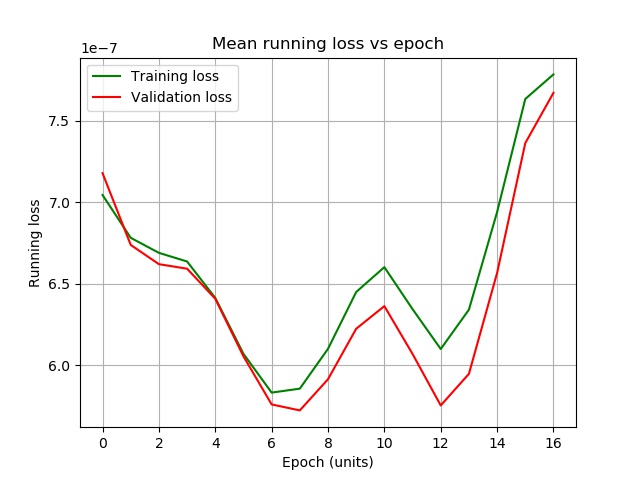 Mean running loss vs epoch
1e−7
Training loss
Validation loss
7.5
7.0
6.5
6.0
Running loss
0 2 4 6 8 10 12 14 16
Epoch (units)